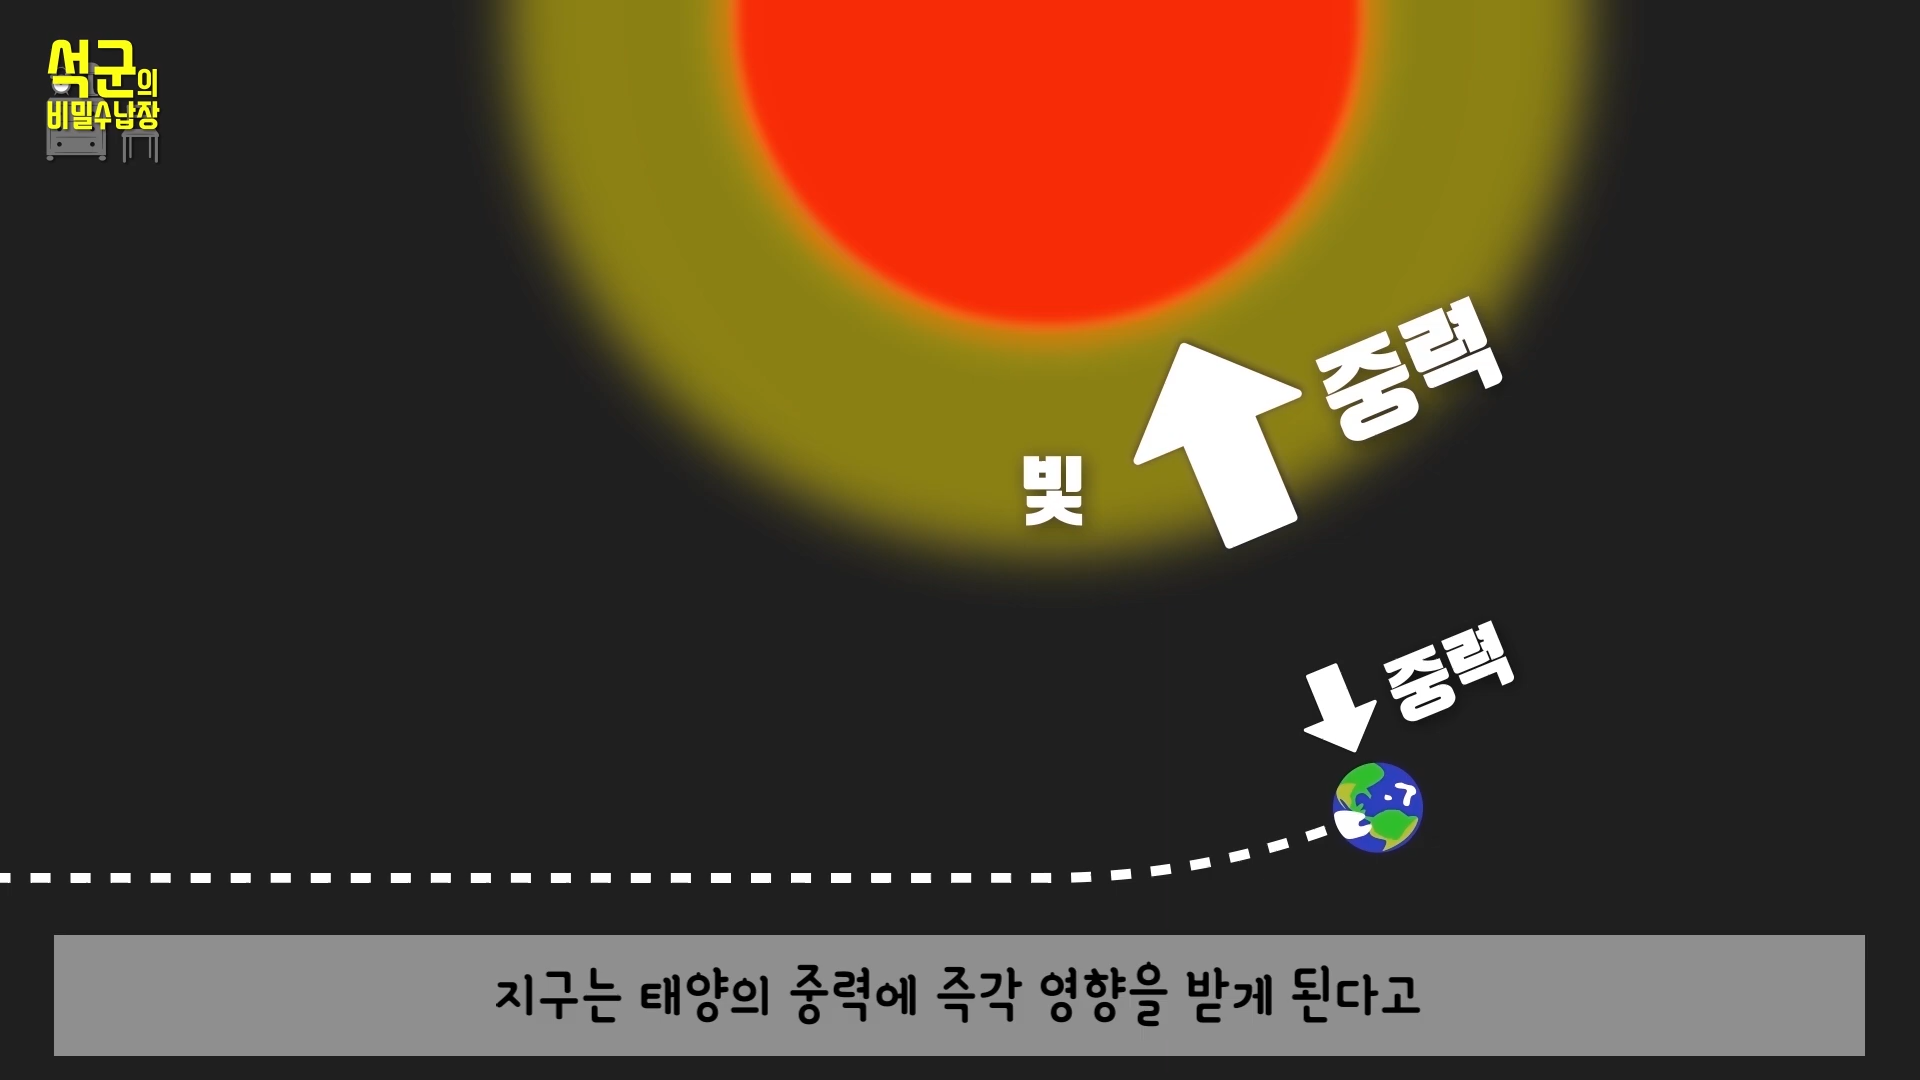 석군의
비밀수납장
중력
빛
중력
지구는 태양의 중력에 즉각 영향을 받게 된다고